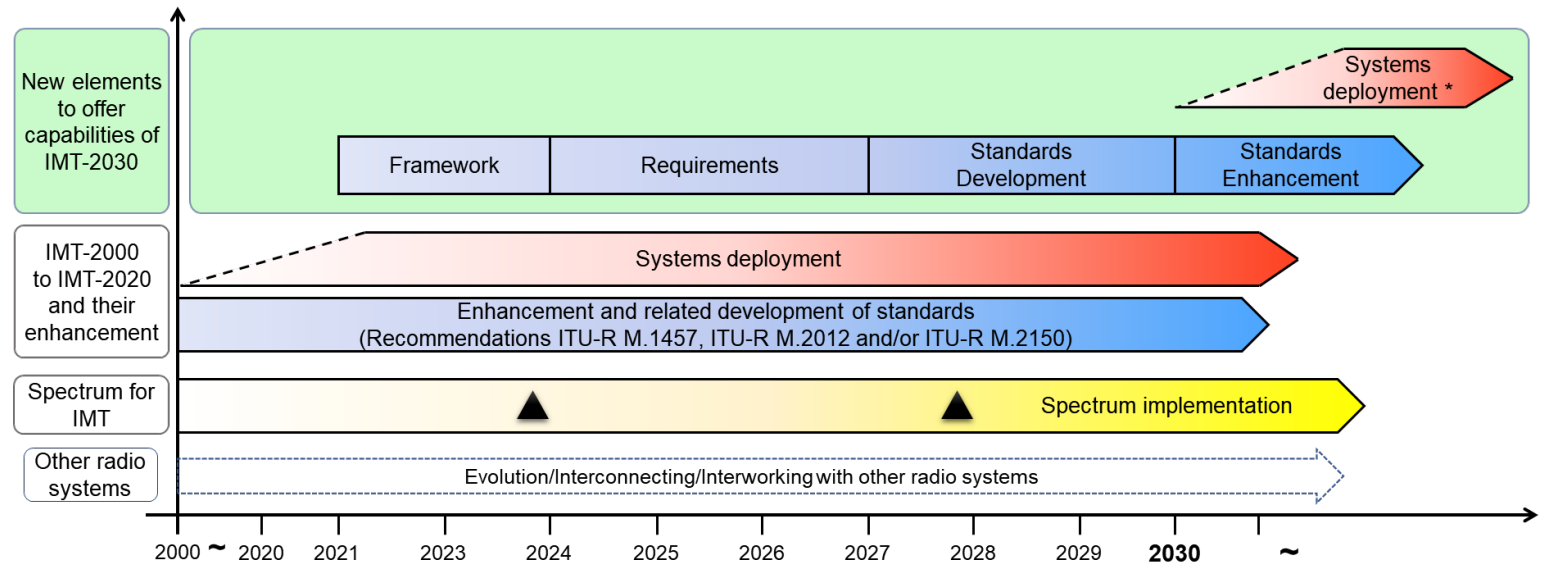 New elements
to offer
capabilities of
IMT-2030
Systems
deployment *
Framework
Requirements
Standards
Development
Standards
Enhancement
IMT-2000
to IMT-2020
and their
enhancement
Systems deployment
Enhancement and related development of standards
(Recommendations ITU-R M.1457, ITU-R M.2012 and/or ITU-R M.2150)
Spectrum for
IMT
Spectrum implementation
Other radio
systems
Evolution/Interconnecting/Interworking with other radio systems
2000 ~ 2020 2021 2023 2024 2025 2026 2027 2028 2029 2030 ~